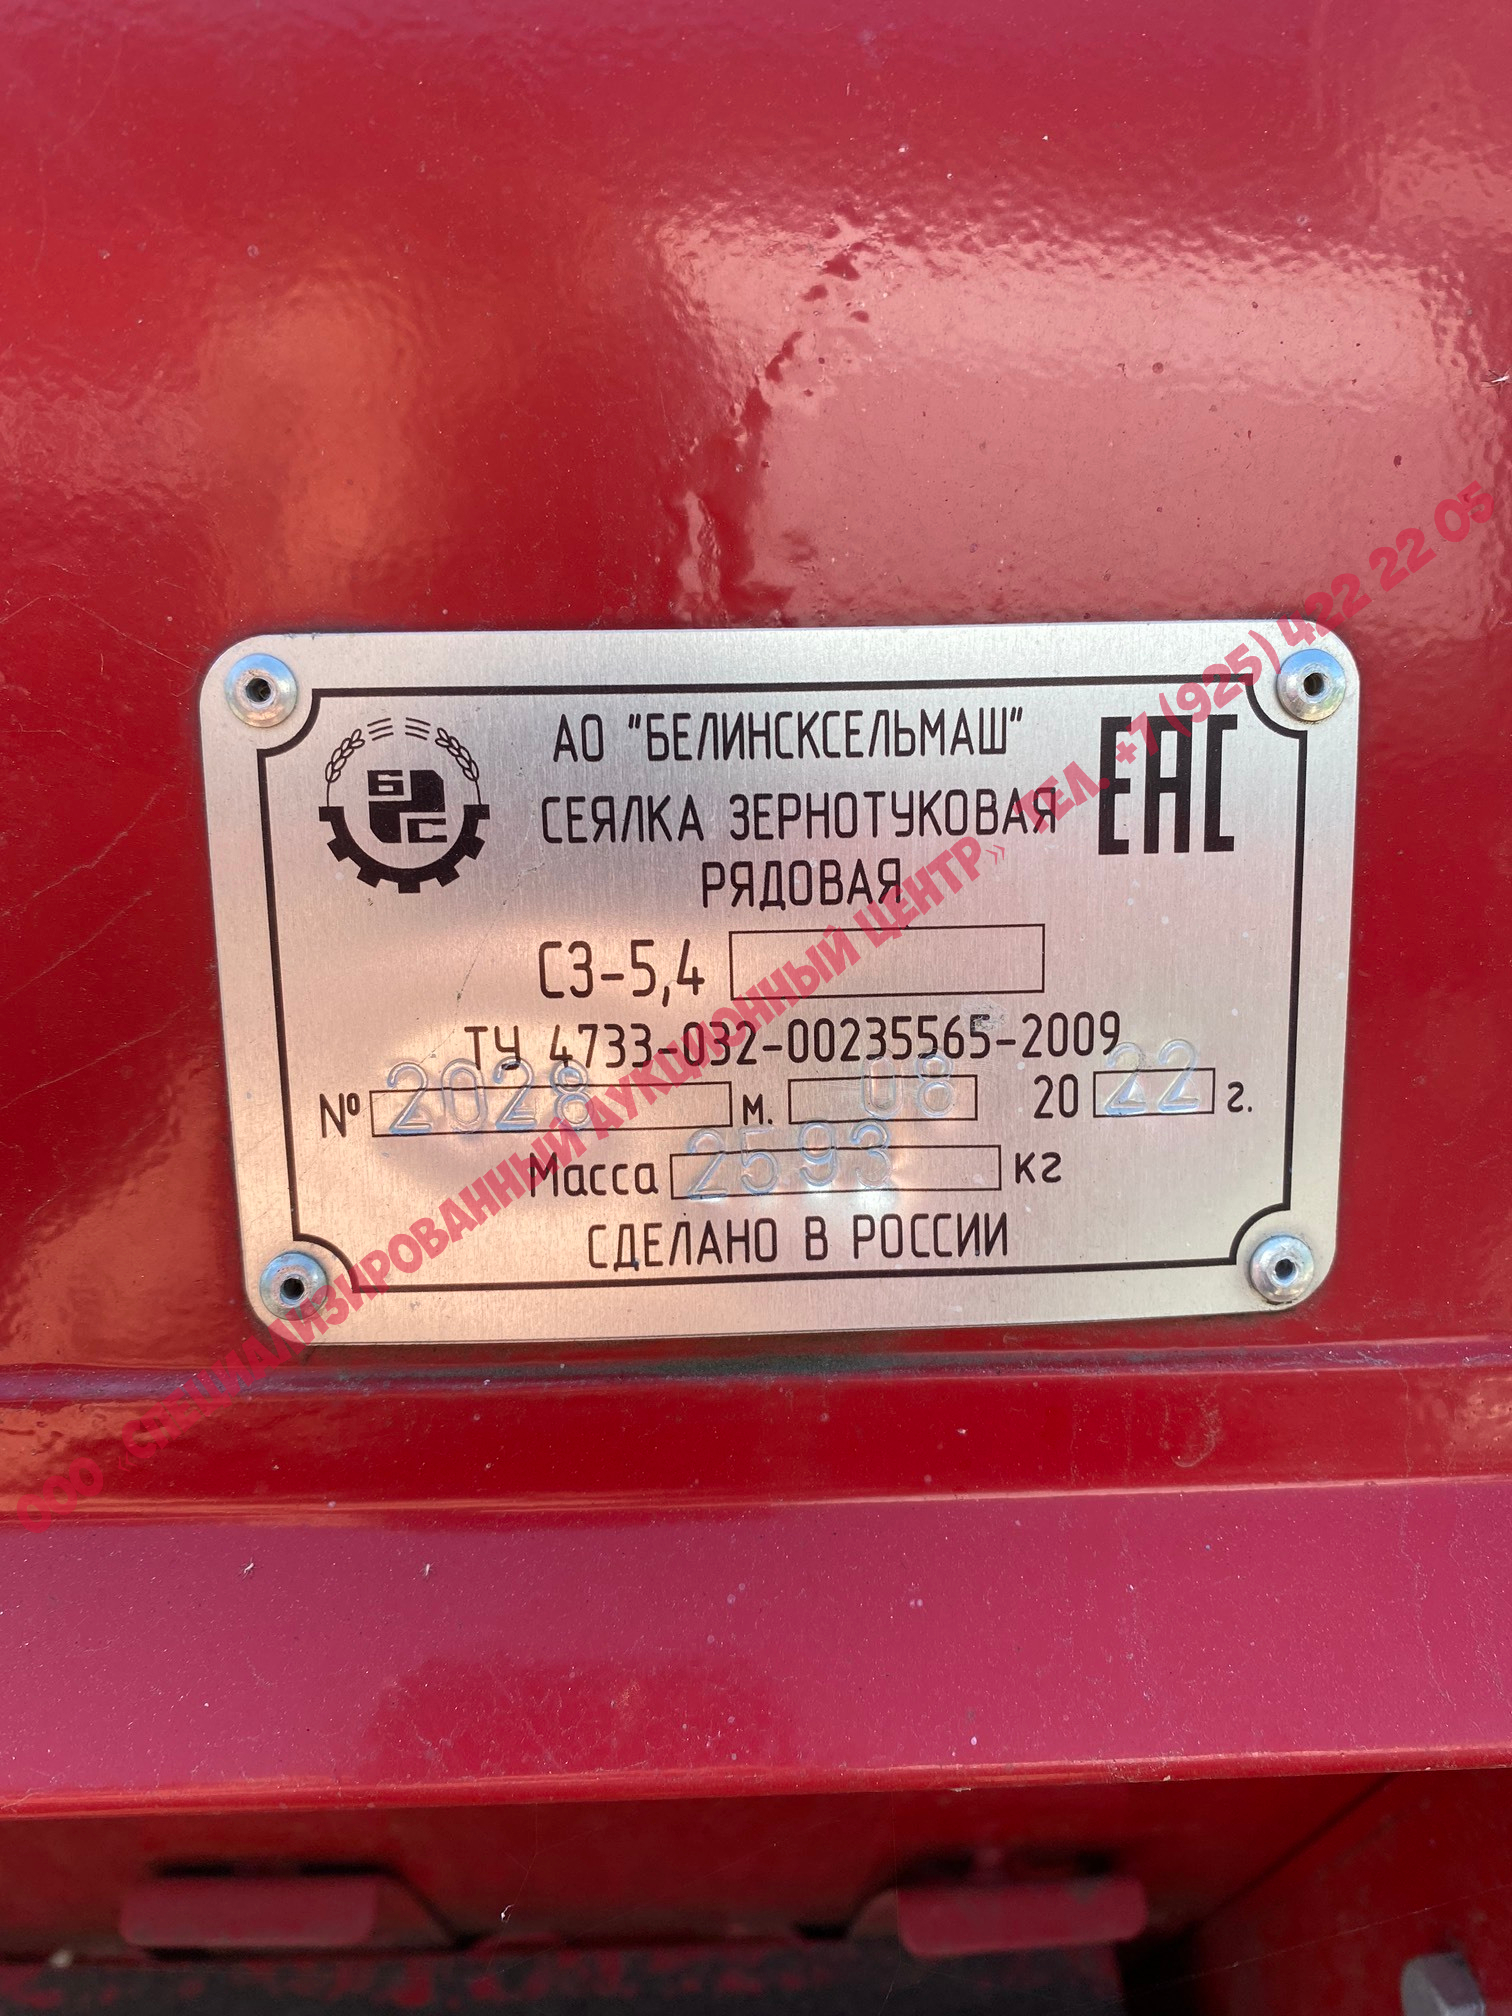 АО "БЕЛИНСКСЕЛЬМАШ"
БС
ЕАС
СЕЯЛКА ЗЕРНОТУКОВАЯ
РЯДОВАЯ
СЗ-5,4
ТУ 4733-032-00235565-2009
№ 2028 м. 08 2022 г.
Масса 2593 кг
СДЕЛАНО В РОССИИ
ООО «СПЕЦИАЛИЗИРОВАННЫЙ АУКЦИОННЫЙ ЦЕНТР» ТЕЛ. +7 (925) 422 22 05